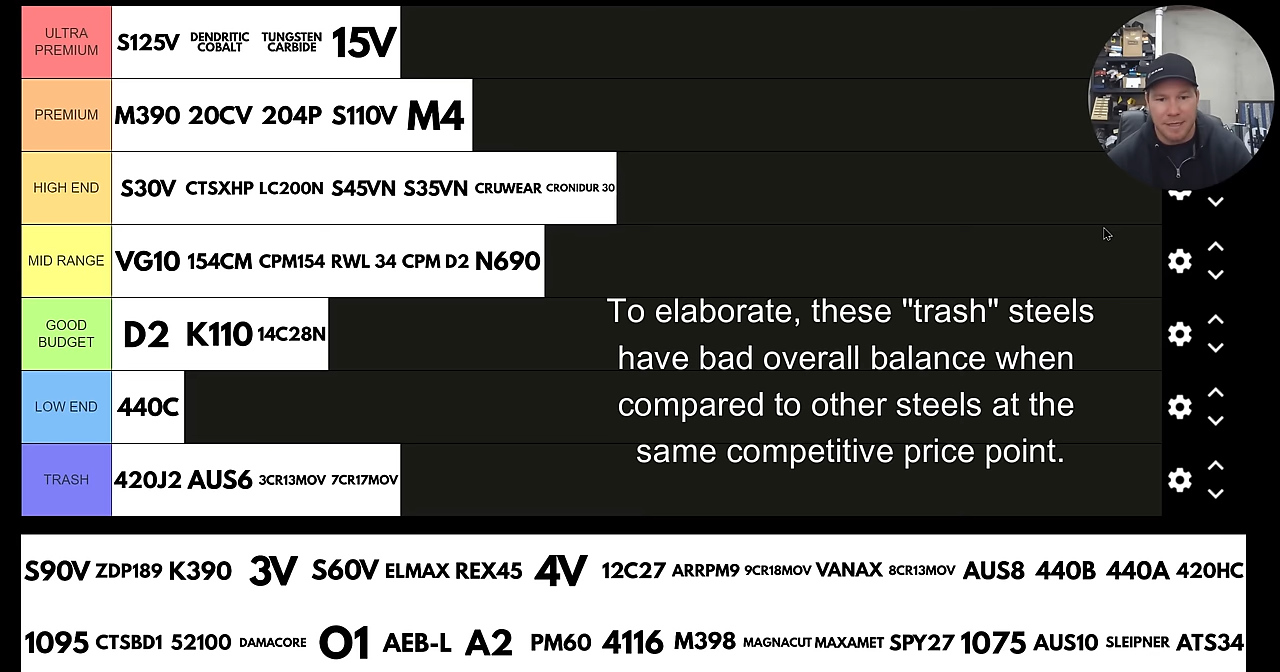 ULTRA
PREMIUM
S125V DENDRITIC COBALT TUNGSTEN CARBIDE 15V
PREMIUM
M390 20CV 204P S110V M4
HIGH END
S30V CTSXHP LC200N S45VN S35VN CRUWEAR CRONIDUR 30
MID RANGE
VG10 154CM CPM154 RWL 34 CPM D2 N690
GOOD
BUDGET
D2 K110 14C28N
LOW END
440C
TRASH
420J2 AUS6 3CR13MOV 7CR17MOV
To elaborate, these "trash" steels
have bad overall balance when
compared to other steels at the
same competitive price point.
S90V ZDP189 K390 3V S60V ELMAX REX45 4V 12C27 ARRPM9 9CR18MOV VANAX 8CR13MOV AUS8 440B 440A 420HC
1095 CTSBD1 52100 DAMACORE O1 AEB-L A2 PM60 4116 M398 MAGNACUT MAXAMET SPY27 1075 AUS10 SLEIPNER ATS34